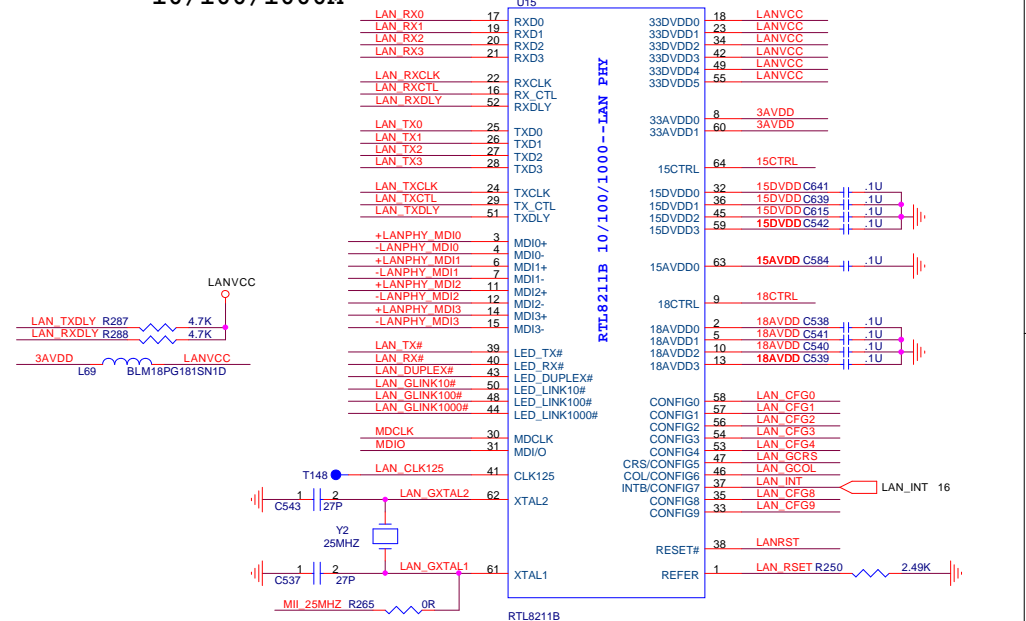 10/100/1000M
U15
LAN_RX0 17 RXD0
LAN_RX1 19 RXD1
LAN_RX2 20 RXD2
LAN_RX3 21 RXD3
LAN_RXCLK 22 RXCLK
LAN_RXCTL 16 RX_CTL
LAN_RXDLY 52 RXDLY
LAN_TX0 25 TXD0
LAN_TX1 26 TXD1
LAN_TX2 27 TXD2
LAN_TX3 28 TXD3
LAN_TXCLK 24 TXCLK
LAN_TXCTL 29 TX_CTL
LAN_TXDLY 51 TXDLY
+LANPHY_MDI0 3 MDI0+
-LANPHY_MDI0 4 MDI0-
+LANPHY_MDI1 6 MDI1+
-LANPHY_MDI1 7 MDI1-
+LANPHY_MDI2 11 MDI2+
-LANPHY_MDI2 12 MDI2-
+LANPHY_MDI3 14 MDI3+
-LANPHY_MDI3 15 MDI3-
LAN_TX# 39 LED_TX#
LAN_RX# 40 LED_RX#
LAN_DUPLEX# 43 LED_DUPLEX#
LAN_GLINK10# 50 LED_LINK10#
LAN_GLINK100# 48 LED_LINK100#
LAN_GLINK1000# 44 LED_LINK1000#
MDCLK 30 MDCLK
MDIO 31 MDI/O
T148 LAN_CLK125 41 CLK125
1 2 LAN_GXTAL2 62 XTAL2
C543 27P
Y2
25MHZ
1 2 LAN_GXTAL1 61 XTAL1
C537 27P
MII_25MHZ R265 0R
LANVCC
LAN_TXDLY R287 4.7K
LAN_RXDLY R288 4.7K
3AVDD LANVCC
L69 BLM18PG181SN1D
RTL8211B 10/100/1000--LAN PHY
33DVDD0 18 LANVCC
33DVDD1 23 LANVCC
33DVDD2 34 LANVCC
33DVDD3 42 LANVCC
33DVDD4 49 LANVCC
33DVDD5 55 LANVCC
33AVDD0 8 3AVDD
33AVDD1 60 3AVDD
15CTRL 64 15CTRL
15DVDD0 32 15DVDD C641 .1U
15DVDD1 36 15DVDD C639 .1U
15DVDD2 45 15DVDD C615 .1U
15DVDD3 59 15DVDD C542 .1U
15AVDD0 63 15AVDD C584 .1U
18CTRL 9 18CTRL
18AVDD0 2 18AVDD C538 .1U
18AVDD1 5 18AVDD C541 .1U
18AVDD2 10 18AVDD C540 .1U
18AVDD3 13 18AVDD C539 .1U
CONFIG0 58 LAN_CFG0
CONFIG1 57 LAN_CFG1
CONFIG2 56 LAN_CFG2
CONFIG3 54 LAN_CFG3
CONFIG4 53 LAN_CFG4
CRS/CONFIG5 47 LAN_GCRS
COL/CONFIG6 46 LAN_GCOL
INTB/CONFIG7 37 LAN_INT LAN_INT 16
CONFIG8 35 LAN_CFG8
CONFIG9 33 LAN_CFG9
RESET# 38 LANRST
REFER 1 LAN_RSET R250 2.49K
RTL8211B